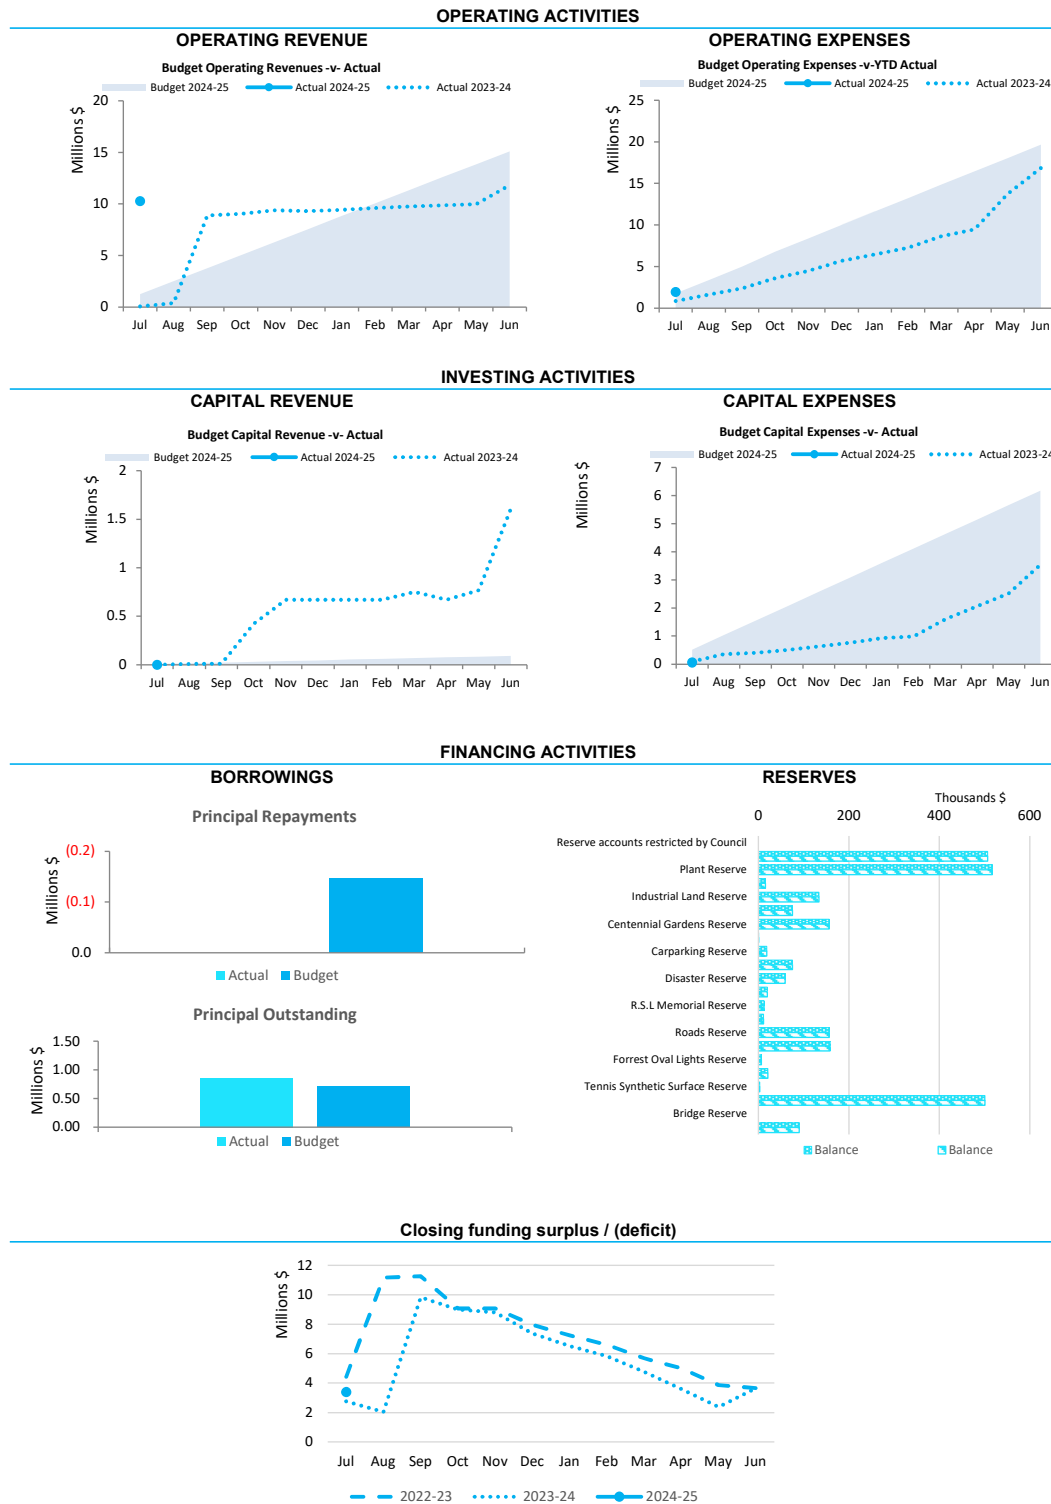 OPERATING ACTIVITIES
OPERATING REVENUE
Budget Operating Revenues -v- Actual
Budget 2024-25 Actual 2024-25 Actual 2023-24
Millions $
20
15
10
5
0
Jul Aug Sep Oct Nov Dec Jan Feb Mar Apr May Jun
OPERATING EXPENSES
Budget Operating Expenses -v-YTD Actual
Budget 2024-25 Actual 2024-25 Actual 2023-24
Millions $
25
20
15
10
5
0
Jul Aug Sep Oct Nov Dec Jan Feb Mar Apr May Jun
INVESTING ACTIVITIES
CAPITAL REVENUE
Budget Capital Revenue -v- Actual
Budget 2024-25 Actual 2024-25 Actual 2023-24
Millions $
2
1.5
1
0.5
0
Jul Aug Sep Oct Nov Dec Jan Feb Mar Apr May Jun
CAPITAL EXPENSES
Budget Capital Expenses -v- Actual
Budget 2024-25 Actual 2024-25 Actual 2023-24
Millions $
7
6
5
4
3
2
1
0
Jul Aug Sep Oct Nov Dec Jan Feb Mar Apr May Jun
FINANCING ACTIVITIES
BORROWINGS
Principal Repayments
Millions $
(0.2)
(0.1)
0.0
Actual Budget
Principal Outstanding
Millions $
1.50
1.00
0.50
0.00
Actual Budget
RESERVES
Thousands $
0 200 400 600
Reserve accounts restricted by Council
Plant Reserve
Industrial Land Reserve
Centennial Gardens Reserve
Carparking Reserve
Disaster Reserve
R.S.L Memorial Reserve
Roads Reserve
Forrest Oval Lights Reserve
Tennis Synthetic Surface Reserve
Bridge Reserve
Balance Balance
Closing funding surplus / (deficit)
Millions $
12
10
8
6
4
2
0
Jul Aug Sep Oct Nov Dec Jan Feb Mar Apr May Jun
2022-23 2023-24 2024-25